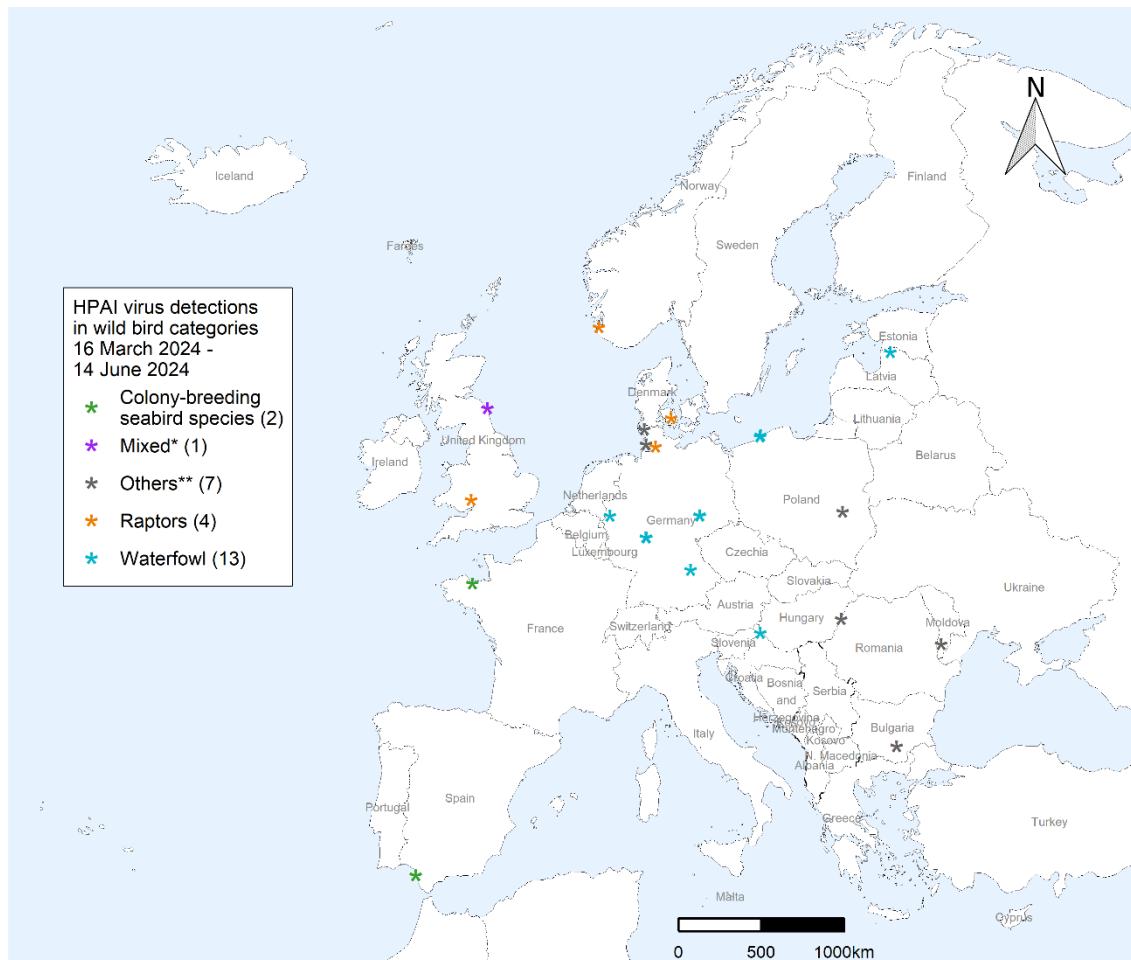 N
Iceland
Faroes
Norway
Sweden
Finland
HPAI virus detections
in wild bird categories
16 March 2024 -
14 June 2024
Colony-breeding
seabird species (2)
Mixed* (1)
Others** (7)
Raptors (4)
Waterfowl (13)
Estonia
Latvia
Lithuania
Denmark
United Kingdom
Ireland
Belarus
Netherlands
Germany
Poland
Belgium
Luxembourg
Czechia
Slovakia
Ukraine
Austria
Hungary
Moldova
France
Switzerland
Slovenia
Romania
Croatia
Bosnia
and
Herzegovina
Serbia
Kosovo
Montenegro
Kosovo
Bulgaria
Italy
N. Macedonia
Albania
Portugal
Spain
Greece
Turkey
Malta
Cyprus
0 500 1000km